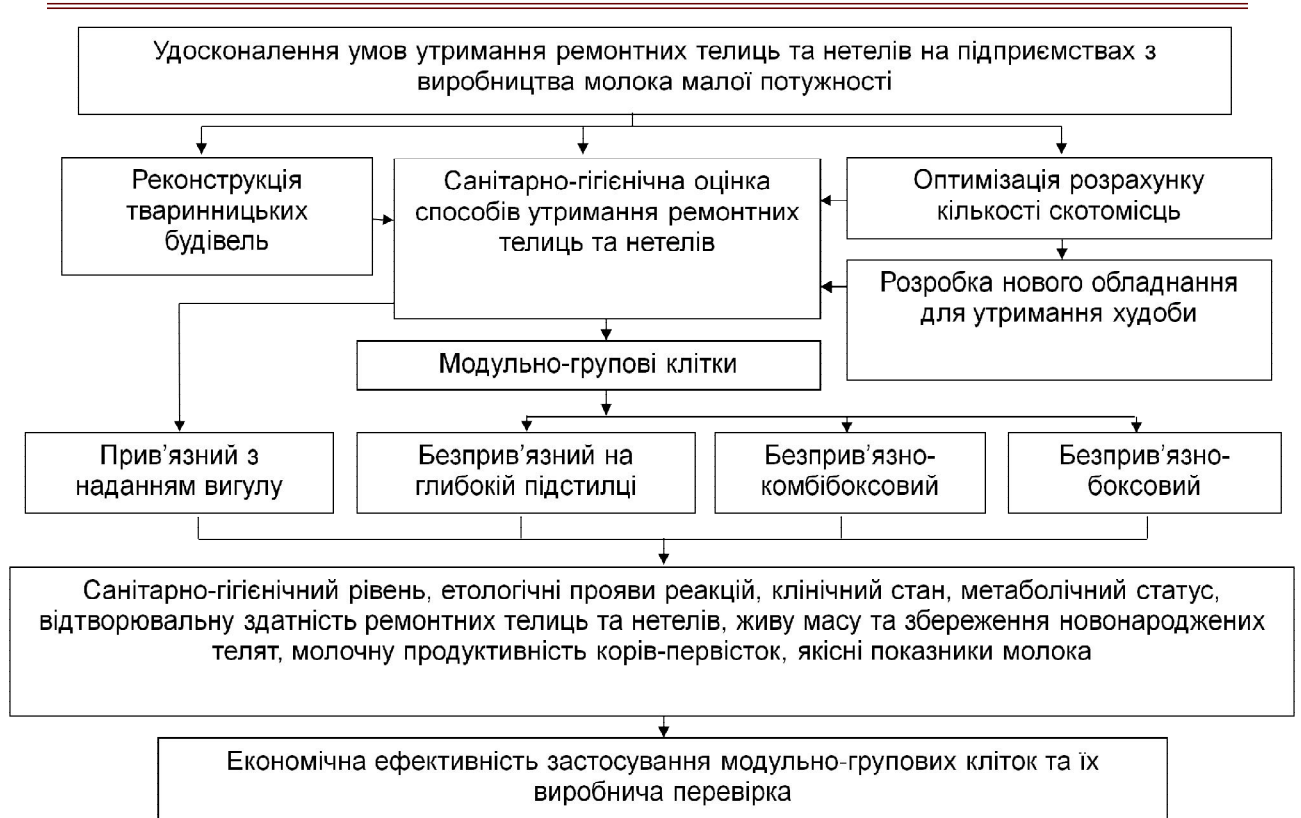 Удосконалення умов утримання ремонтних телиць та нетелів на підприємствах з
виробництва молока малої потужності
Реконструкція
тваринницьких
будівель
Санітарно-гігієнічна оцінка
способів утримання ремонтних
телиць та нетелів
Оптимізація розрахунку
кількості скотомісць
Розробка нового обладнання
для утримання худоби
Модульно-групові клітки
Прив’язний з
наданням вигулу
Безприв’язний на
глибокій підстилці
Безприв’язно-
комбібоксовий
Безприв’язно-
боксовий
Санітарно-гігієнічний рівень, етологічні прояви реакцій, клінічний стан, метаболічний статус,
відтворювальну здатність ремонтних телиць та нетелів, живу масу та збереження новонароджених
телят, молочну продуктивність корів-первісток, якісні показники молока
Економічна ефективність застосування модульно-групових кліток та їх
виробнича перевірка